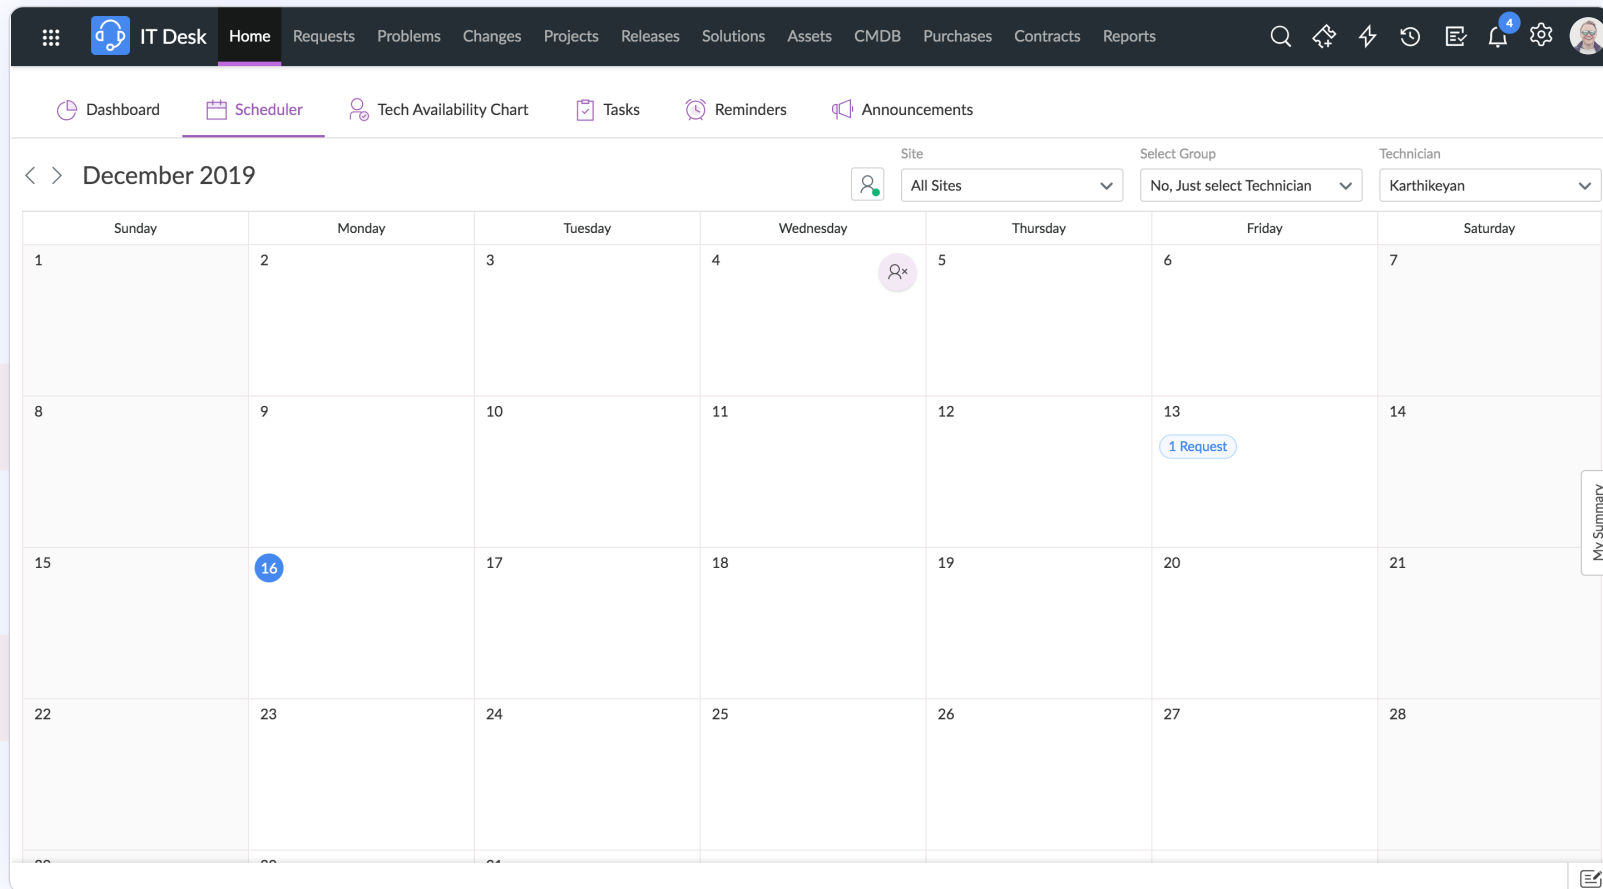 IT Desk Home Requests Problems Changes Projects Releases Solutions Assets CMDB Purchases Contracts Reports 4
Dashboard Scheduler Tech Availability Chart Tasks Reminders Announcements
Site Select Group Technician
December 2019 All Sites No, Just select Technician Karthikeyan
Sunday Monday Tuesday Wednesday Thursday Friday Saturday
1 2 3 4 5 6 7
8 9 10 11 12 13 14
1 Request
My Summary
15 16 17 18 19 20 21
22 23 24 25 26 27 28